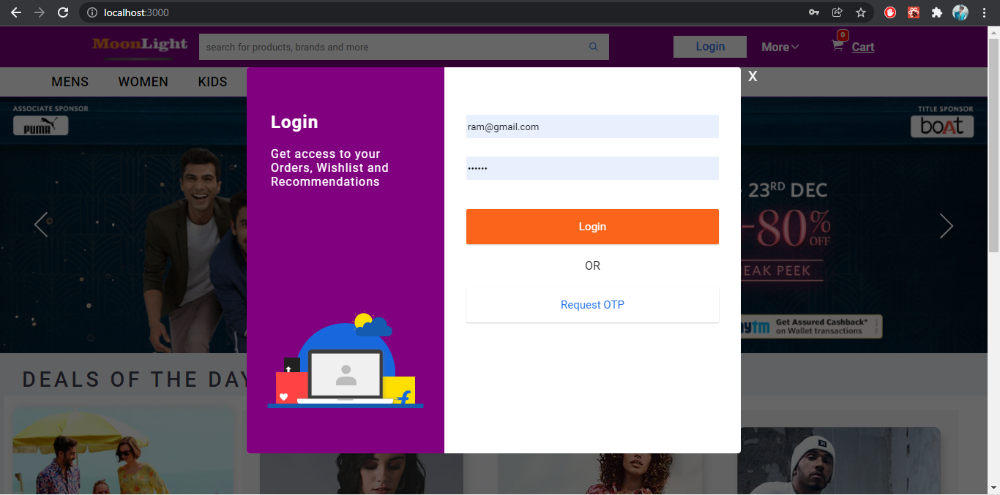 localhost:3000
MoonLight
search for products, brands and more
Login
More
0
Cart
MENS
WOMEN
KIDS
X
ASSOCIATE SPONSOR
PUMA
TITLE SPONSOR
boAt
Login
Get access to your
Orders, Wishlist and
Recommendations
ram@gmail.com
••••••
Login
OR
Request OTP
23RD DEC
-80%
OFF
EAK PEEK
ytm
Get Assured Cashback*
on Wallet transactions
DEALS OF THE DAY